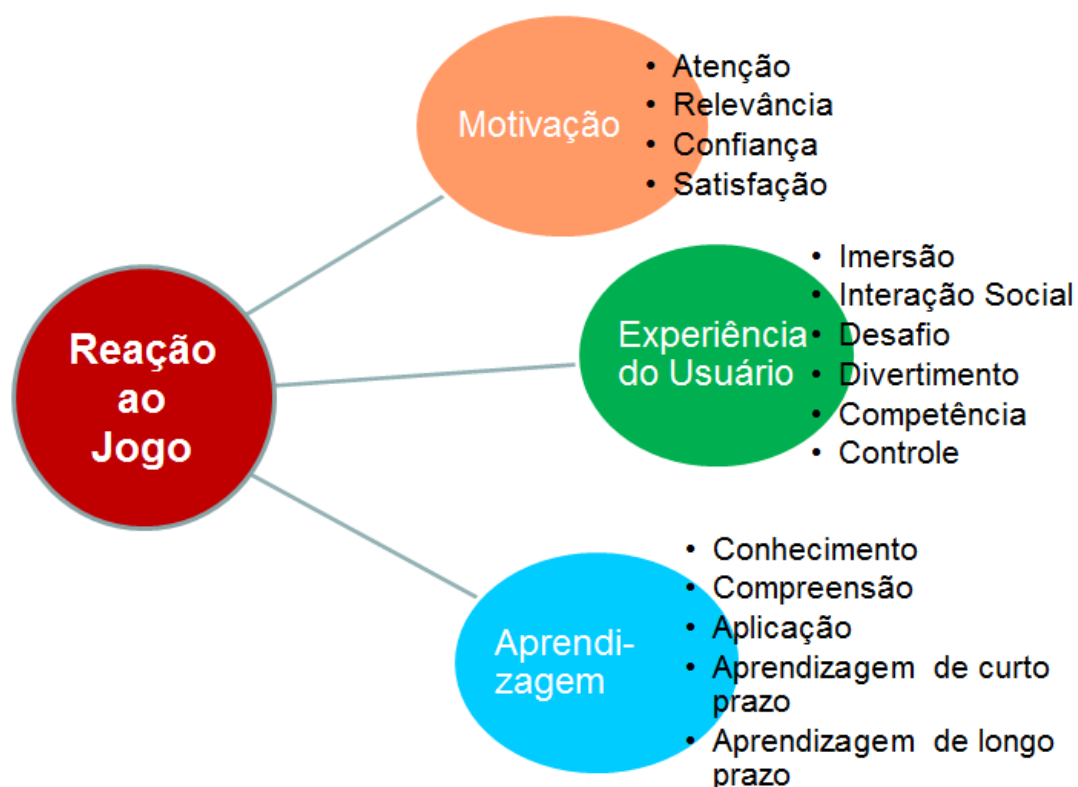 Reação
ao
Jogo
Motivação
• Atenção
• Relevância
• Confiança
• Satisfação
Experiência
do Usuário
• Imersão
• Interação Social
• Desafio
• Divertimento
• Competência
• Controle
Aprendi-
zagem
• Conhecimento
• Compreensão
• Aplicação
• Aprendizagem de curto
prazo
• Aprendizagem de longo
prazo